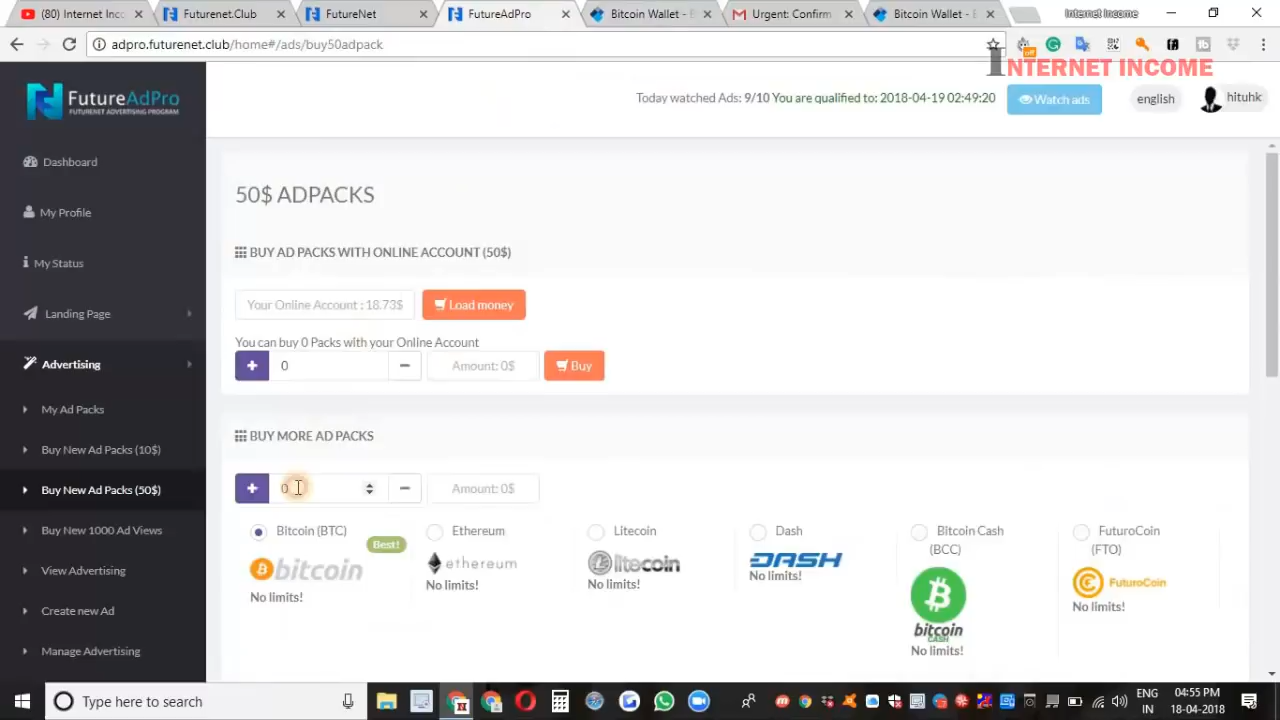 (80) Internet Inc
Futurenet.Club
FutureNet
FutureAdPro
Bitcoin Wallet - B
Urgent: Confirm
Bitcoin Wallet - B
Internet Income
adpro.futurenet.club/home#/ads/buy50adpack
off
INTERNET INCOME
FutureAdPro
FUTURENET ADVERTISING PROGRAM
Today watched Ads: 9/10 You are qualified to: 2018-04-19 02:49:20
Watch ads
english
hituhk
Dashboard
My Profile
My Status
Landing Page
Advertising
My Ad Packs
Buy New Ad Packs (10$)
Buy New Ad Packs (50$)
Buy New 1000 Ad Views
View Advertising
Create new Ad
Manage Advertising
50$ ADPACKS
BUY AD PACKS WITH ONLINE ACCOUNT (50$)
Your Online Account : 18.73$
Load money
You can buy 0 Packs with your Online Account
+ 0 − Amount: 0$ Buy
BUY MORE AD PACKS
+ 0 − Amount: 0$
Bitcoin (BTC)
Best!
bitcoin
No limits!
Ethereum
ethereum
No limits!
Litecoin
litecoin
No limits!
Dash
DASH
No limits!
Bitcoin Cash
(BCC)
bitcoin
CASH
No limits!
FuturoCoin
(FTO)
FuturoCoin
No limits!
Type here to search
ENG
IN
04:55 PM
18-04-2018